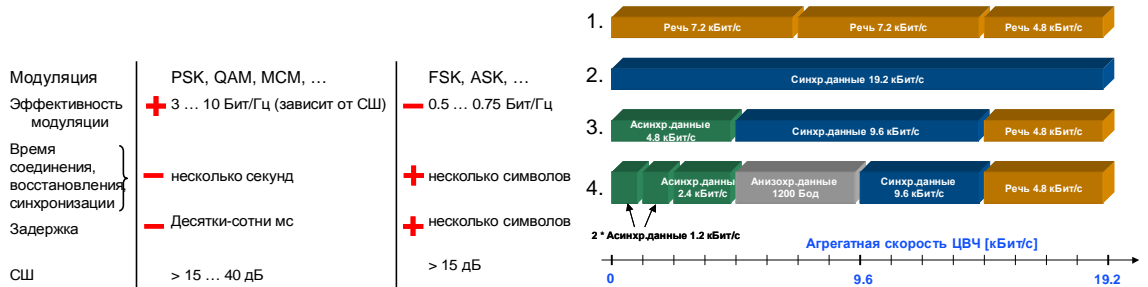 Модуляция
PSK, QAM, MCM, …
FSK, ASK, …
Эффективность
модуляции
3 … 10 Бит/Гц (зависит от СШ)
0.5 … 0.75 Бит/Гц
Время
соединения,
восстановления,
синхронизации
несколько секунд
несколько символов
Задержка
Десятки-сотни мс
несколько символов
СШ
> 15 … 40 дБ
> 15 дБ
1.
Речь 7.2 кБит/с
Речь 7.2 кБит/с
Речь 4.8 кБит/с
2.
Синхр.данные 19.2 кБит/с
3.
Асинхр.данные
4.8 кБит/с
Синхр.данные 9.6 кБит/с
Речь 4.8 кБит/с
4.
Асинхр.данные
2.4 кБит/с
Анизохр.данные
1200 Бод
Синхр.данные
9.6 кБит/с
Речь 4.8 кБит/с
2 * Асинхр.данные 1.2 кБит/с
Агрегатная скорость ЦВЧ [кБит/с]
0
9.6
19.2